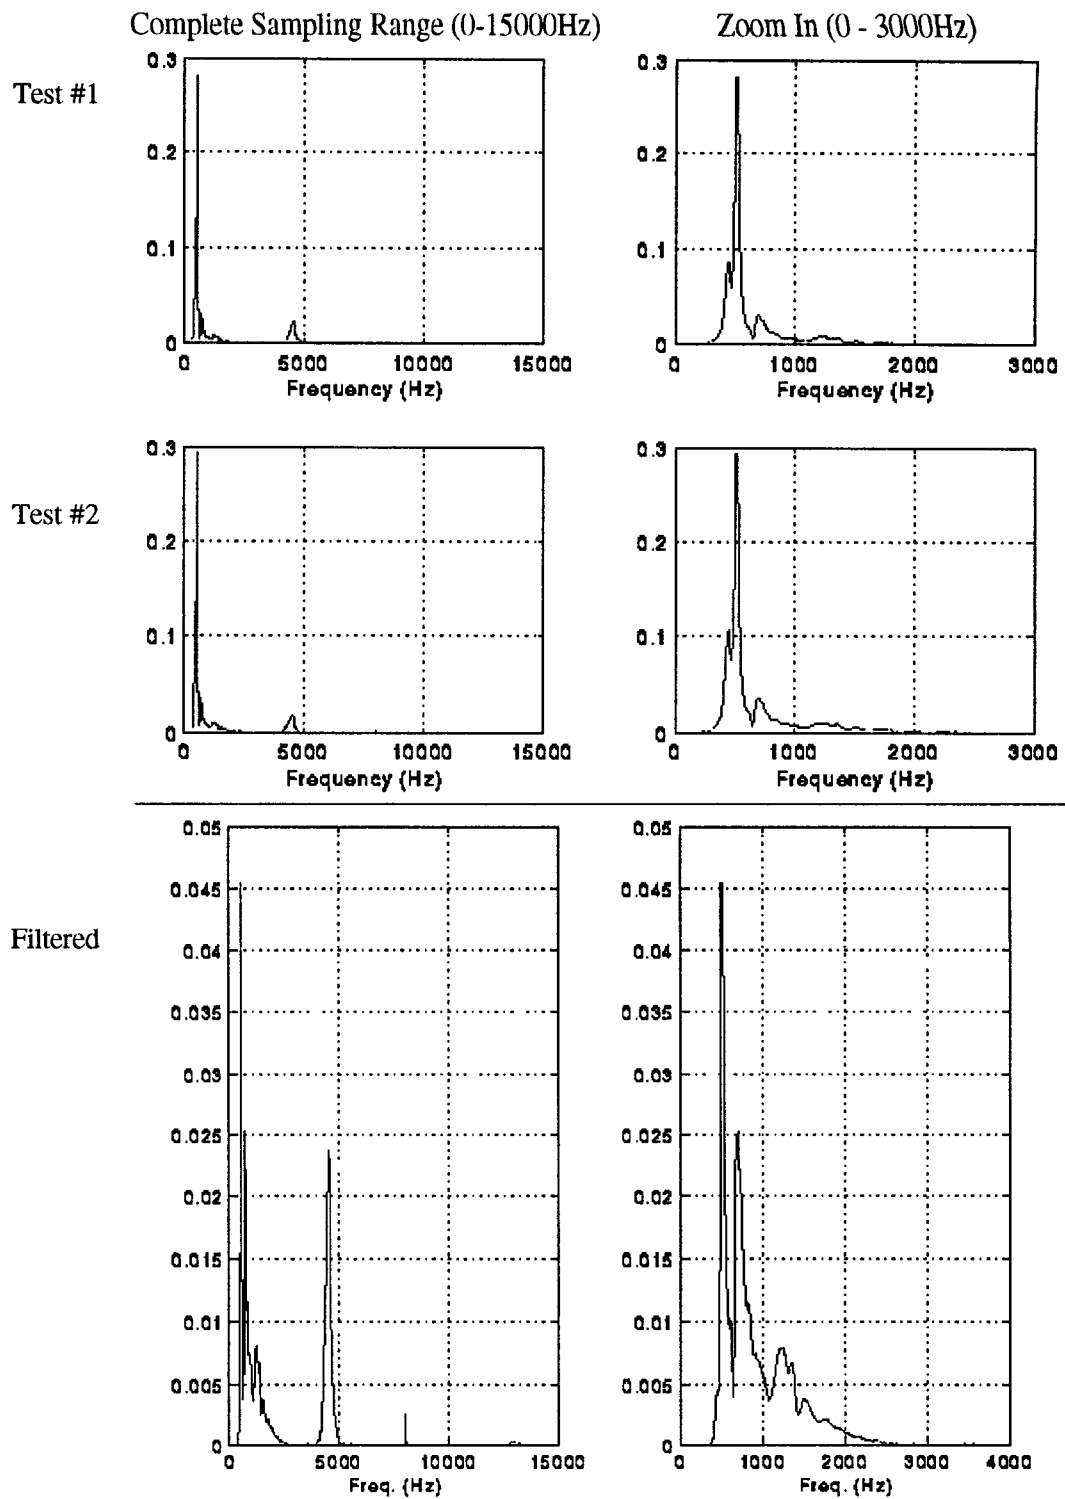 Complete Sampling Range (0-15000Hz)
Zoom In (0 - 3000Hz)
Test #1
0.3
0.2
0.1
0
0 5000 10000 15000
Frequency (Hz)
0.3
0.2
0.1
0
0 1000 2000 3000
Frequency (Hz)
Test #2
0.3
0.2
0.1
0
0 5000 10000 15000
Frequency (Hz)
0.3
0.2
0.1
0
0 1000 2000 3000
Frequency (Hz)
Filtered
0.05
0.045
0.04
0.035
0.03
0.025
0.02
0.015
0.01
0.005
0
0 5000 10000 15000
Freq. (Hz)
0.05
0.045
0.04
0.035
0.03
0.025
0.02
0.015
0.01
0.005
0
0 1000 2000 3000 4000
Freq. (Hz)